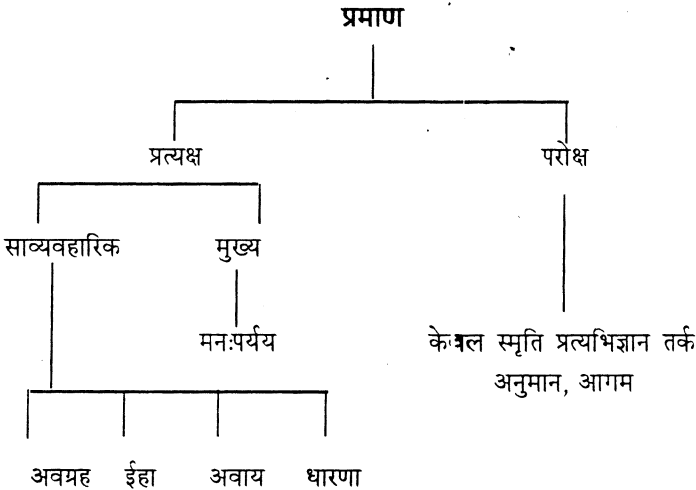 प्रमाण
प्रत्यक्ष परोक्ष
साव्यवहारिक मुख्य
मनःपर्यय
केवल स्मृति प्रत्यभिज्ञान तर्क
अनुमान, आगम
अवग्रह ईहा अवाय धारणा